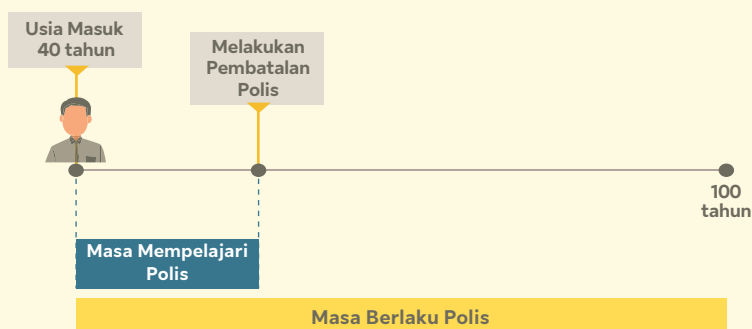 Usia Masuk
40 tahun
Melakukan
Pembatalan
Polis
100
tahun
Masa Mempelajari
Polis
Masa Berlaku Polis